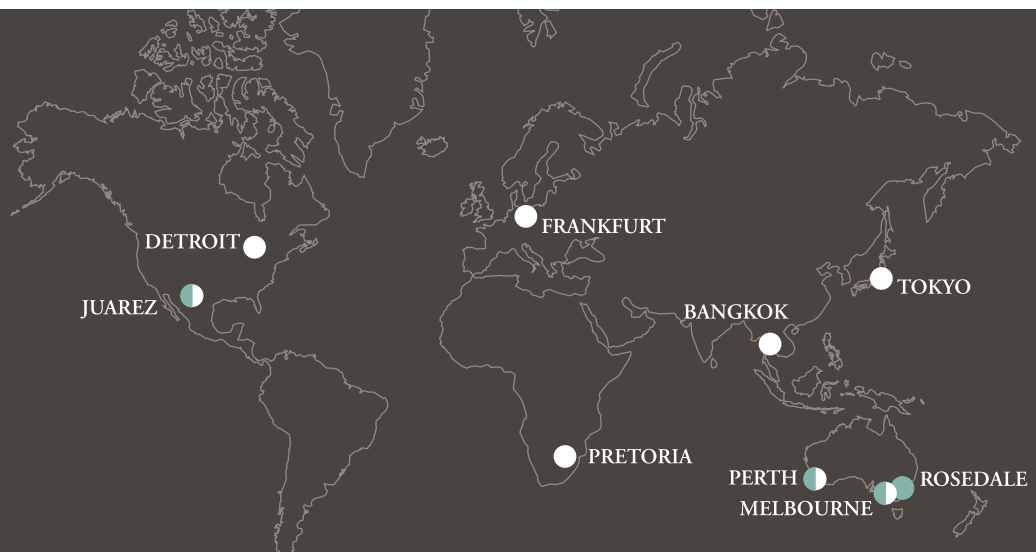 FRANKFURT
DETROIT
TOKYO
JUAREZ
BANGKOK
PRETORIA
PERTH
ROSEDALE
MELBOURNE